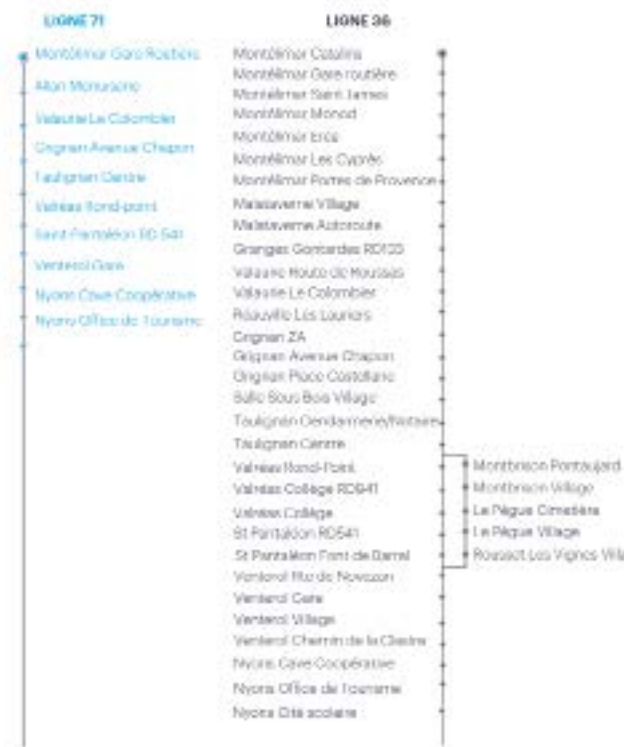 LIGNE 71
Montélimar Gare Routière
Allan Monursane
Valaurie Le Colombier
Grignan Avenue Chapon
Taulignan Centre
Valréas Rond-point
Saint-Pantaléon RD 541
Venterol Gare
Nyons Cave Coopérative
Nyons Office de Tourisme
LIGNE 36
Montélimar Catalins
Montélimar Gare routière
Montélimar Saint James
Montélimar Monod
Montélimar Erea
Montélimar Les Cyprès
Montélimar Portes de Provence
Malataverne Village
Malataverne Autoroute
Granges Gontardes RD133
Valaurie Route de Roussas
Valaurie Le Colombier
Réauville Les Lauriers
Grignan ZA
Grignan Avenue Chapon
Grignan Place Castellane
Salle Sous Bois Village
Taulignan Gendarmerie/Notaire
Taulignan Centre
Valréas Rond-Point
Valréas Collège RD941
Valréas Collège
St Pantaléon RD541
St Pantaléon Font de Barral
Venterol Rte de Novezan
Venterol Gare
Venterol Village
Venterol Chemin de la Clastre
Nyons Cave Coopérative
Nyons Office de Tourisme
Nyons Cité scolaire
Montbrison Pontaujard
Montbrison Village
Le Pègue Cimetière
Le Pègue Village
Rousset Les Vignes Villa